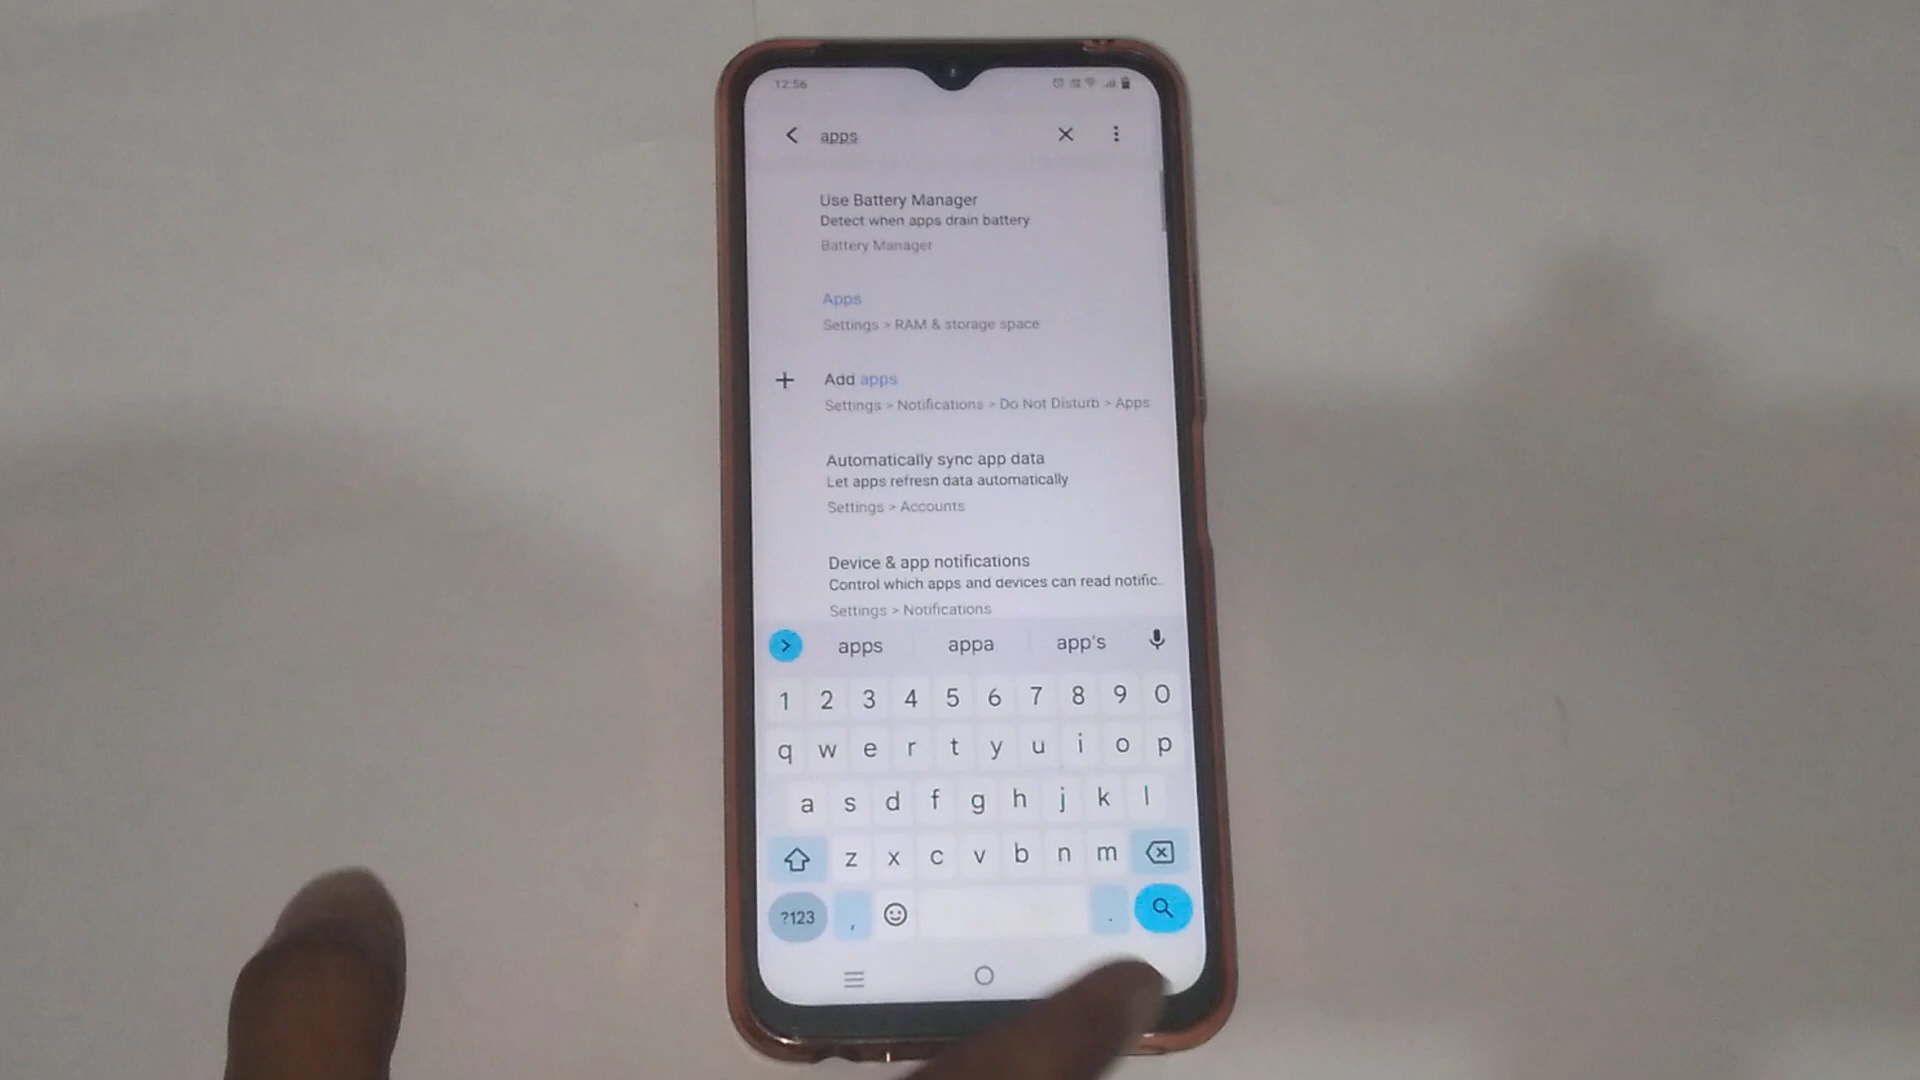 12:56
apps
Use Battery Manager
Detect when apps drain battery
Battery Manager
Apps
Settings > RAM & storage space
Add apps
Settings > Notifications > Do Not Disturb > Apps
Automatically sync app data
Let apps refresh data automatically
Settings > Accounts
Device & app notifications
Control which apps and devices can read notific..
Settings > Notifications
apps appa app's
1 2 3 4 5 6 7 8 9 0
q w e r t y u i o p
a s d f g h j k l
z x c v b n m
?123 , .